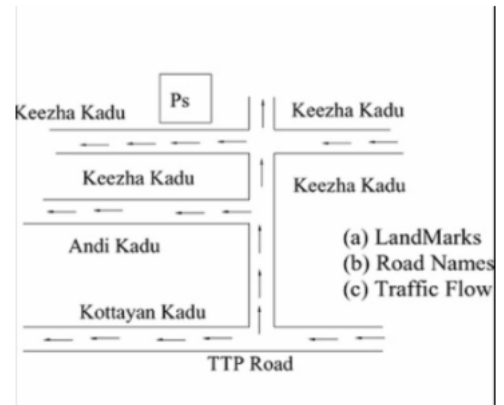 Ps
Keezha Kadu
Keezha Kadu
Keezha Kadu
Keezha Kadu
Andi Kadu
(a) LandMarks
(b) Road Names
(c) Traffic Flow
Kottayan Kadu
TTP Road